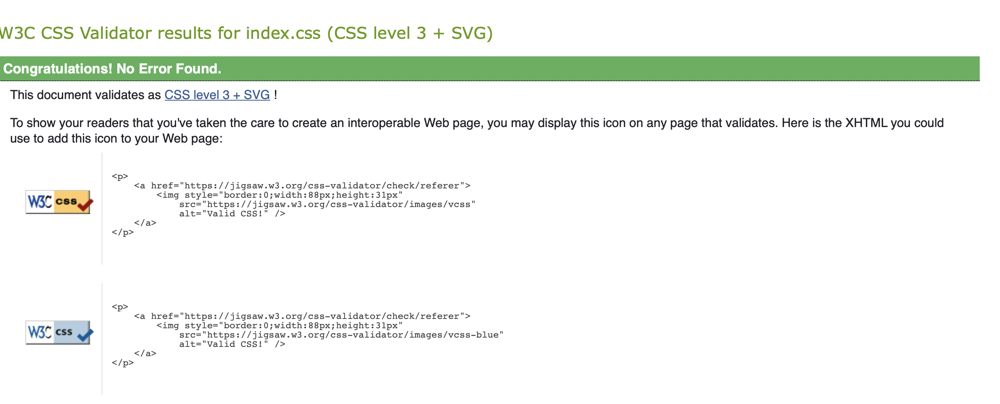 W3C CSS Validator results for index.css (CSS level 3 + SVG)
Congratulations! No Error Found.
This document validates as CSS level 3 + SVG !
To show your readers that you've taken the care to create an interoperable Web page, you may display this icon on any page that validates. Here is the XHTML you could
use to add this icon to your Web page:
W3C css
<p>
    <a href="https://jigsaw.w3.org/css-validator/check/referer">
        <img style="border:0;width:88px;height:31px"
            src="https://jigsaw.w3.org/css-validator/images/vcss"
            alt="Valid CSS!" />
    </a>
</p>
W3C css
<p>
    <a href="https://jigsaw.w3.org/css-validator/check/referer">
        <img style="border:0;width:88px;height:31px"
            src="https://jigsaw.w3.org/css-validator/images/vcss-blue"
            alt="Valid CSS!" />
    </a>
</p>